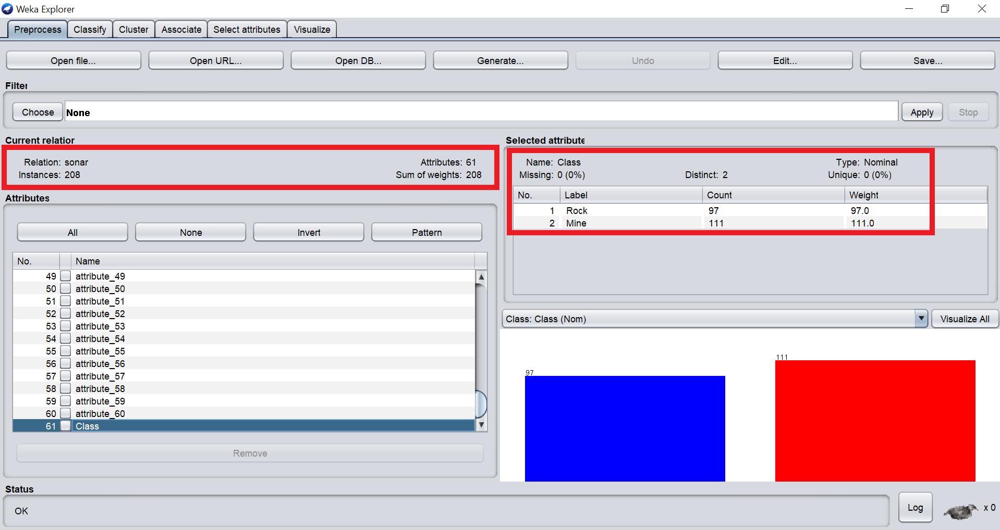 Weka Explorer
Preprocess Classify Cluster Associate Select attributes Visualize
Open file... Open URL... Open DB... Generate... Undo Edit... Save...
Filter
Choose None Apply Stop
Current relation
Relation: sonar Attributes: 61
Instances: 208 Sum of weights: 208
Attributes
All None Invert Pattern
No. Name
49 attribute_49
50 attribute_50
51 attribute_51
52 attribute_52
53 attribute_53
54 attribute_54
55 attribute_55
56 attribute_56
57 attribute_57
58 attribute_58
59 attribute_59
60 attribute_60
61 Class
Remove
Selected attribute
Name: Class Type: Nominal
Missing: 0 (0%) Distinct: 2 Unique: 0 (0%)
No. Label Count Weight
1 Rock 97 97.0
2 Mine 111 111.0
Class: Class (Nom) Visualize All
97
111
Status
OK
Log x 0